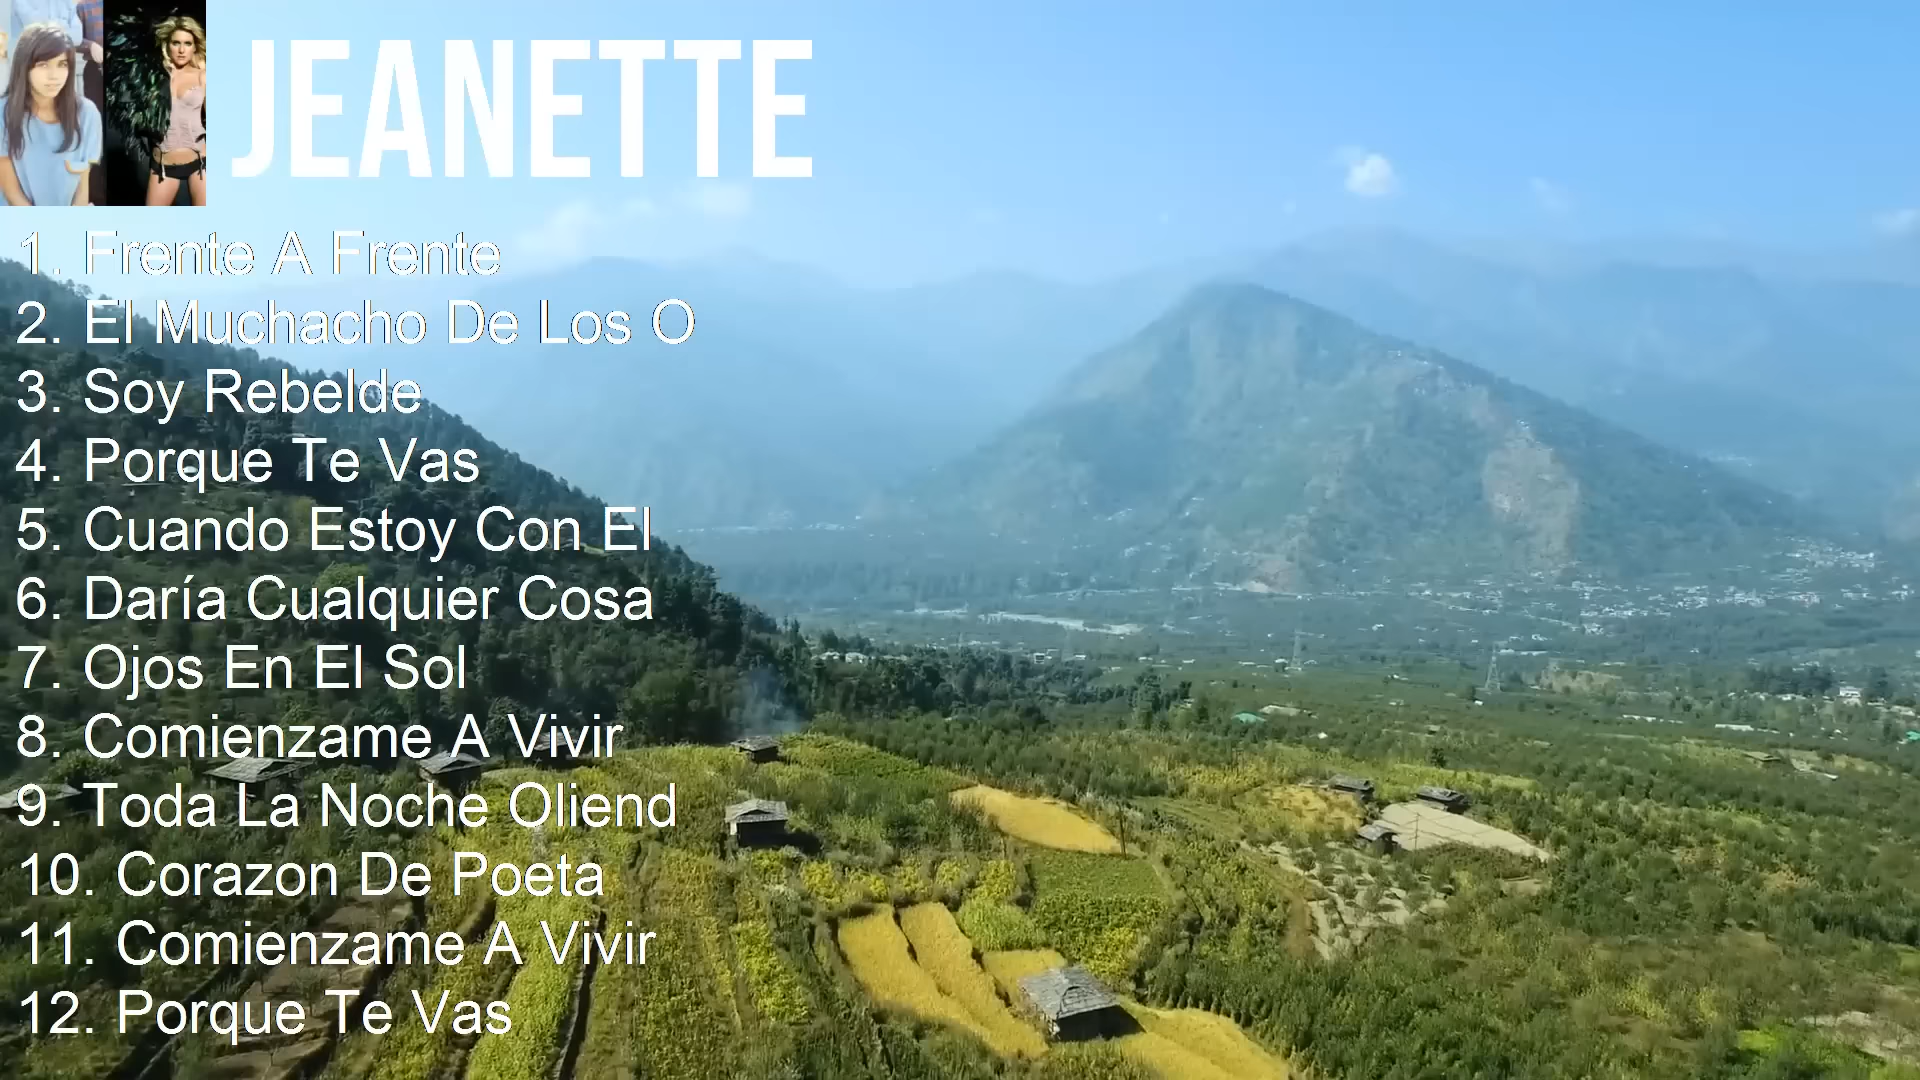 JEANETTE
1. Frente A Frente
2. El Muchacho De Los O
3. Soy Rebelde
4. Porque Te Vas
5. Cuando Estoy Con El
6. Daría Cualquier Cosa
7. Ojos En El Sol
8. Comienzame A Vivir
9. Toda La Noche Oliend
10. Corazon De Poeta
11. Comienzame A Vivir
12. Porque Te Vas